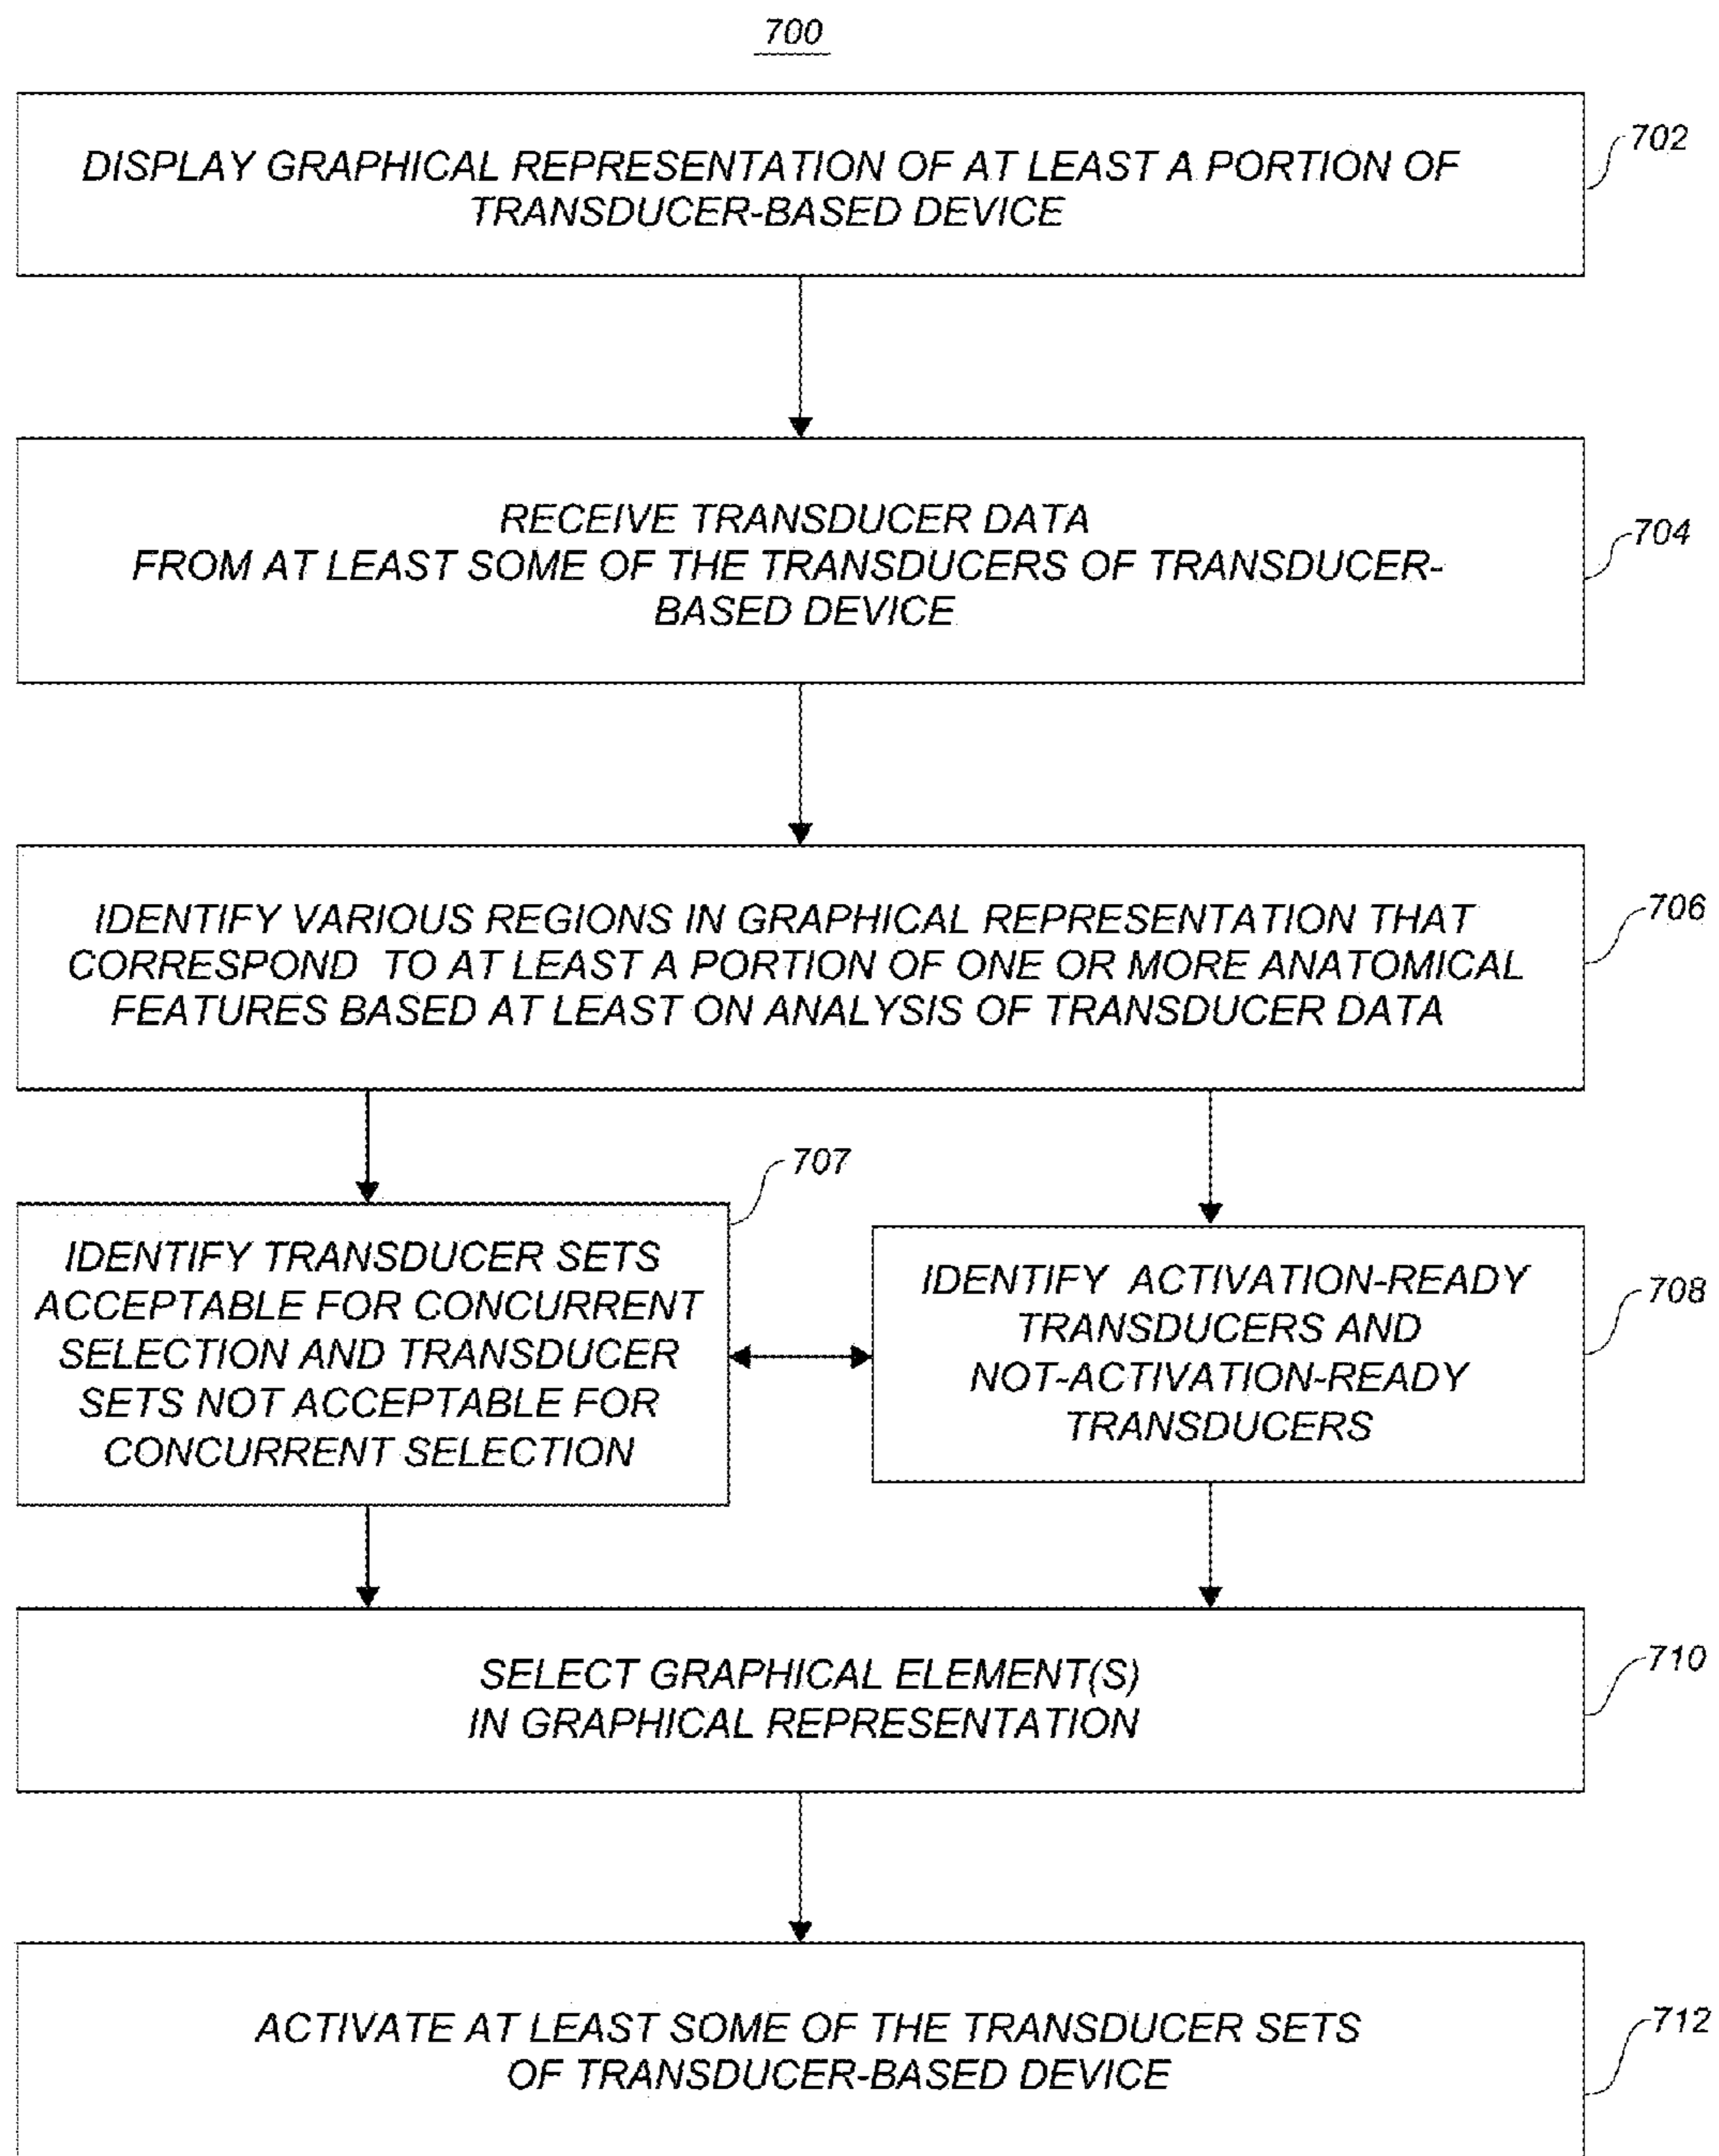 700
DISPLAY GRAPHICAL REPRESENTATION OF AT LEAST A PORTION OF
TRANSDUCER-BASED DEVICE
702
RECEIVE TRANSDUCER DATA
FROM AT LEAST SOME OF THE TRANSDUCERS OF TRANSDUCER-
BASED DEVICE
704
IDENTIFY VARIOUS REGIONS IN GRAPHICAL REPRESENTATION THAT
CORRESPOND TO AT LEAST A PORTION OF ONE OR MORE ANATOMICAL
FEATURES BASED AT LEAST ON ANALYSIS OF TRANSDUCER DATA
706
707
IDENTIFY TRANSDUCER SETS
ACCEPTABLE FOR CONCURRENT
SELECTION AND TRANSDUCER
SETS NOT ACCEPTABLE FOR
CONCURRENT SELECTION
IDENTIFY ACTIVATION-READY
TRANSDUCERS AND
NOT-ACTIVATION-READY
TRANSDUCERS
708
SELECT GRAPHICAL ELEMENT(S)
IN GRAPHICAL REPRESENTATION
710
ACTIVATE AT LEAST SOME OF THE TRANSDUCER SETS
OF TRANSDUCER-BASED DEVICE
712